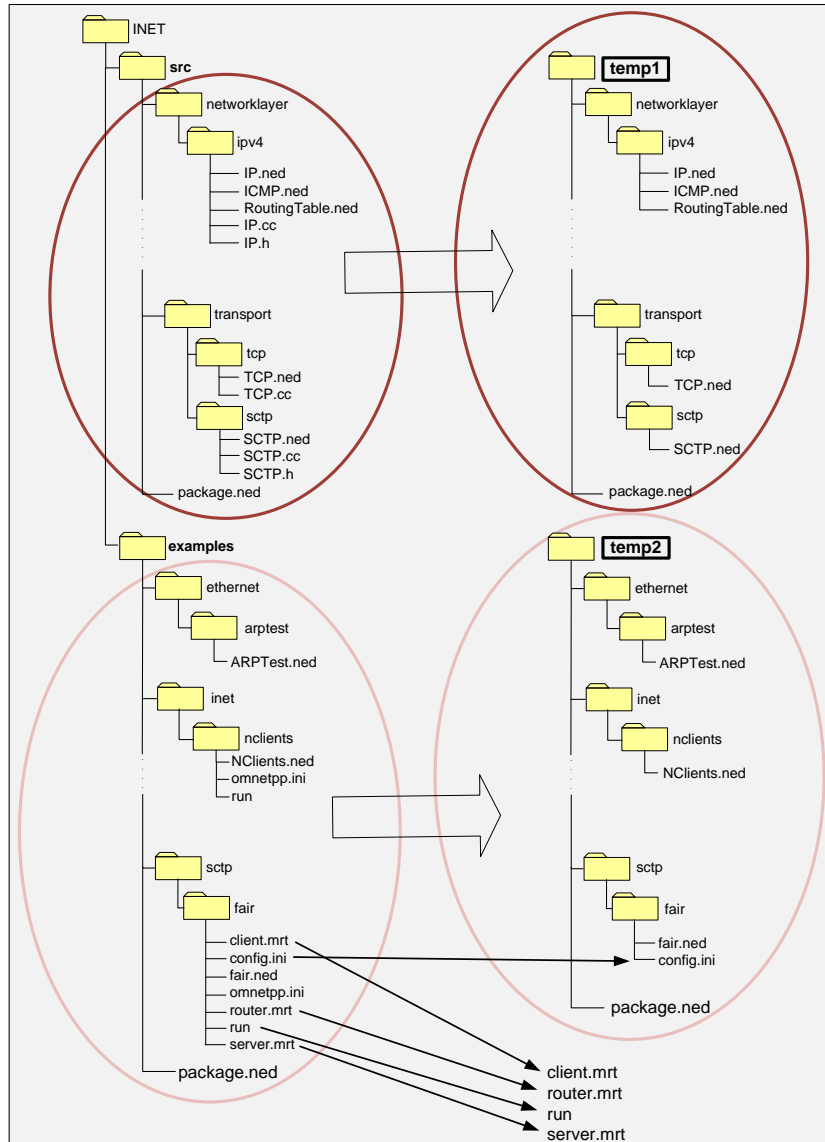 INET
src
networklayer
ipv4
IP.ned
ICMP.ned
RoutingTable.ned
IP.cc
IP.h
transport
tcp
TCP.ned
TCP.cc
sctp
SCTP.ned
SCTP.cc
SCTP.h
package.ned
examples
ethernet
arptest
ARPTest.ned
inet
nclients
NClients.ned
omnetpp.ini
run
sctp
fair
client.mrt
config.ini
fair.ned
omnetpp.ini
router.mrt
run
server.mrt
package.ned
temp1
networklayer
ipv4
IP.ned
ICMP.ned
RoutingTable.ned
transport
tcp
TCP.ned
sctp
SCTP.ned
package.ned
temp2
ethernet
arptest
ARPTest.ned
inet
nclients
NClients.ned
sctp
fair
fair.ned
config.ini
package.ned
client.mrt
router.mrt
run
server.mrt